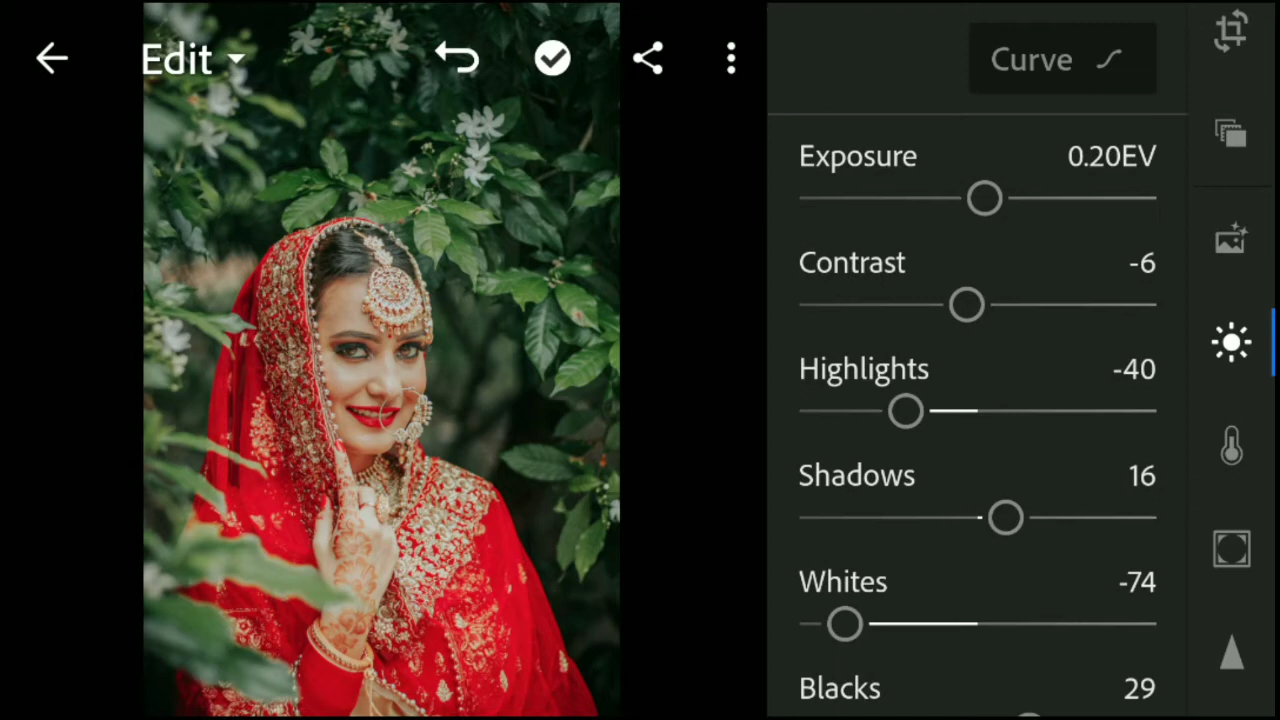 Edit
Curve
Exposure 0.20EV
Contrast -6
Highlights -40
Shadows 16
Whites -74
Blacks 29